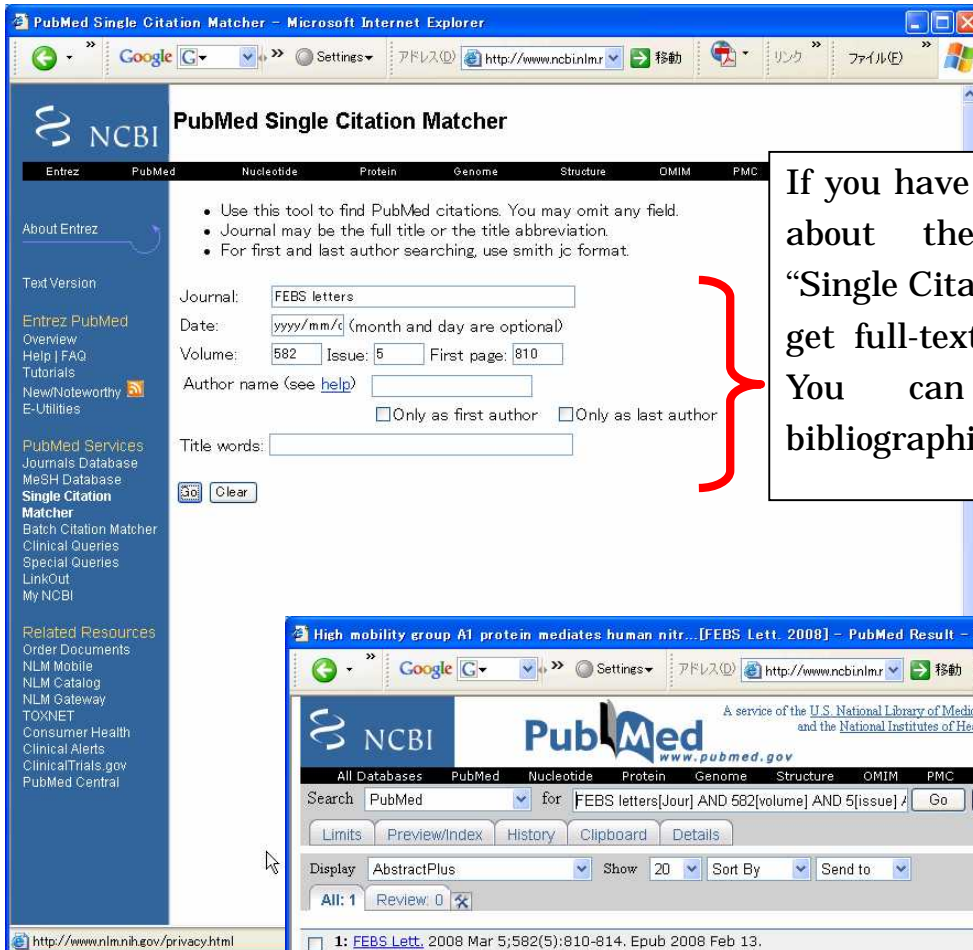 PubMed Single Citation Matcher - Microsoft Internet Explorer
Google G Settings アドレス(D) http://www.ncbi.nlm.r 移動 リンク ファイル(F)
NCBI
PubMed Single Citation Matcher
Entrez PubMed Nucleotide Protein Genome Structure OMIM PMC
About Entrez
Text Version
Entrez PubMed
Overview
Help | FAQ
Tutorials
New/Noteworthy
E-Utilities
PubMed Services
Journals Database
MeSH Database
Single Citation
Matcher
Batch Citation Matcher
Clinical Queries
Special Queries
LinkOut
My NCBI
Related Resources
Order Documents
NLM Mobile
NLM Catalog
NLM Gateway
TOXNET
Consumer Health
Clinical Alerts
ClinicalTrials.gov
PubMed Central
• Use this tool to find PubMed citations. You may omit any field.
• Journal may be the full title or the title abbreviation.
• For first and last author searching, use smith jc format.
Journal: FEBS letters
Date: yyyy/mm/ (month and day are optional)
Volume: 582 Issue: 5 First page: 810
Author name (see help)
Only as first author Only as last author
Title words:
Go Clear
If you have
about the
“Single Cita
get full-text
You can
bibliographi
http://www.nlm.nih.gov/privacy.html
High mobility group A1 protein mediates human nitr...[FEBS Lett. 2008] - PubMed Result -
Google G Settings アドレス(D) http://www.ncbi.nlm.r 移動
NCBI
PubMed
www.pubmed.gov
A service of the U.S. National Library of Medic
and the National Institutes of Hea
All Databases PubMed Nucleotide Protein Genome Structure OMIM PMC
Search PubMed for FEBS letters[Jour] AND 582[volume] AND 5[issue] Go
Limits Preview/Index History Clipboard Details
Display AbstractPlus Show 20 Sort By Send to
All: 1 Review: 0
1: FEBS Lett. 2008 Mar 5;582(5):810-814. Epub 2008 Feb 13.